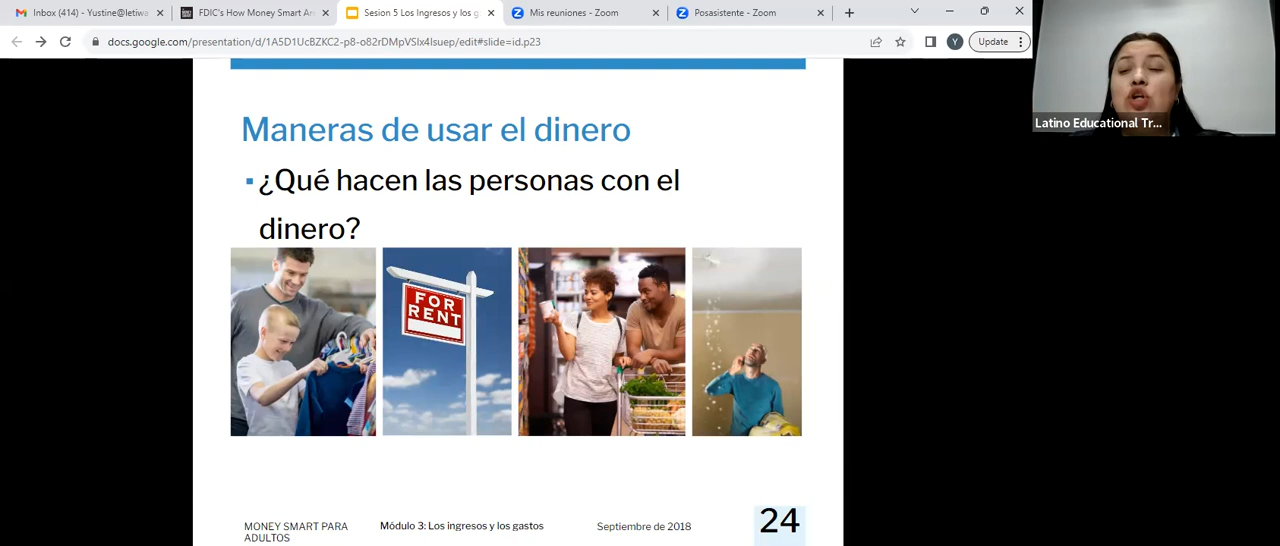 Inbox (414) - Yustine@letiwa
FDIC's How Money Smart Are
Sesion 5 Los Ingresos y los g
Mis reuniones - Zoom
Posasistente - Zoom
docs.google.com/presentation/d/1A5D1UcBZKC2-p8-o82rDMpVSlx4lsuep/edit#slide=id.p23
Y
Update
Latino Educational Tr...
Maneras de usar el dinero
¿Qué hacen las personas con el
dinero?
FOR
RENT
MONEY SMART PARA
ADULTOS
Módulo 3: Los ingresos y los gastos
Septiembre de 2018
24